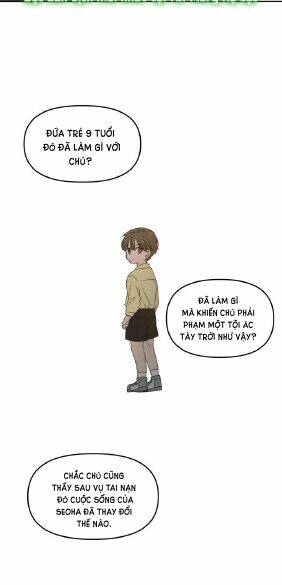 ĐỨA TRẺ 9 TUỔI
ĐÓ ĐÃ LÀM GÌ VỚI
CHÚ?
ĐÃ LÀM GÌ
MÀ KHIẾN CHÚ PHẢI
PHẠM MỘT TỘI ÁC
TÀY TRỜI NHƯ VẬY?
CHẮC CHÚ CŨNG
THẤY SAU VỤ TAI NẠN
ĐÓ CUỘC SỐNG CỦA
SEOHA ĐÃ THAY ĐỔI
THẾ NÀO.